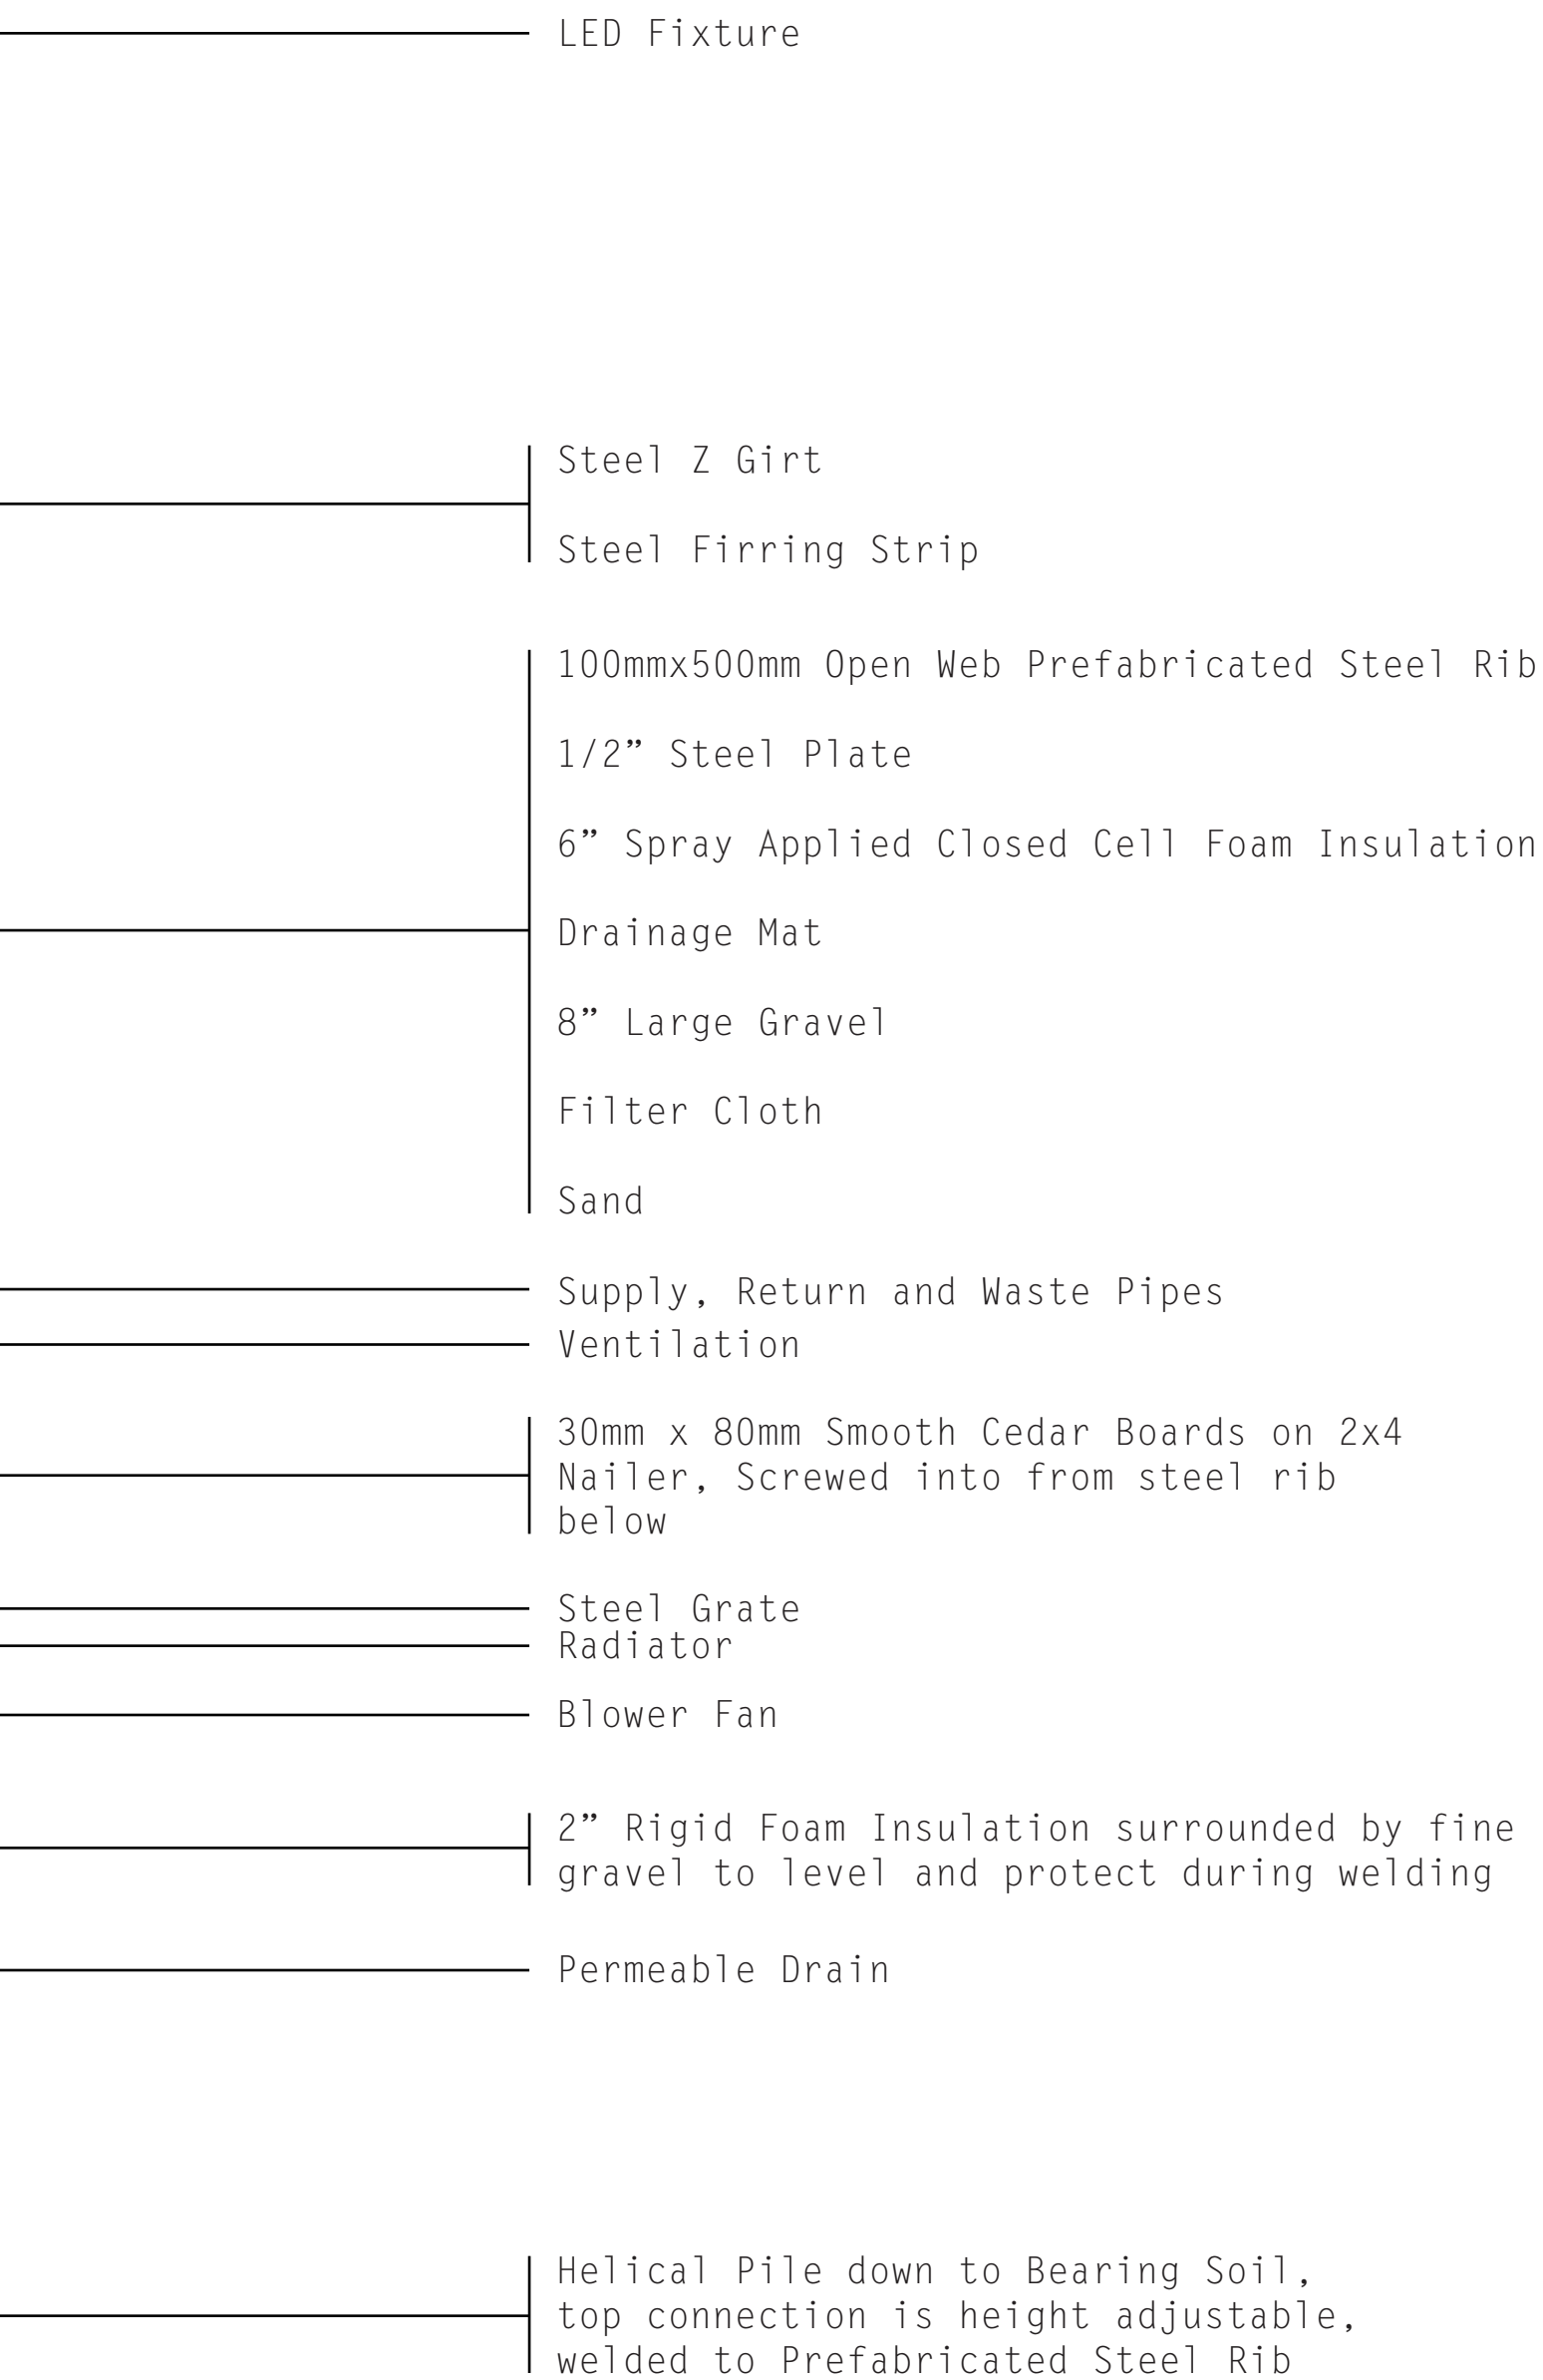 LED Fixture
Steel Z Girt
Steel Firring Strip
100mmx500mm Open Web Prefabricated Steel Rib
1/2” Steel Plate
6” Spray Applied Closed Cell Foam Insulation
Drainage Mat
8” Large Gravel
Filter Cloth
Sand
Supply, Return and Waste Pipes
Ventilation
30mm x 80mm Smooth Cedar Boards on 2x4
Nailer, Screwed into from steel rib
below
Steel Grate
Radiator
Blower Fan
2” Rigid Foam Insulation surrounded by fine
gravel to level and protect during welding
Permeable Drain
Helical Pile down to Bearing Soil,
top connection is height adjustable,
welded to Prefabricated Steel Rib